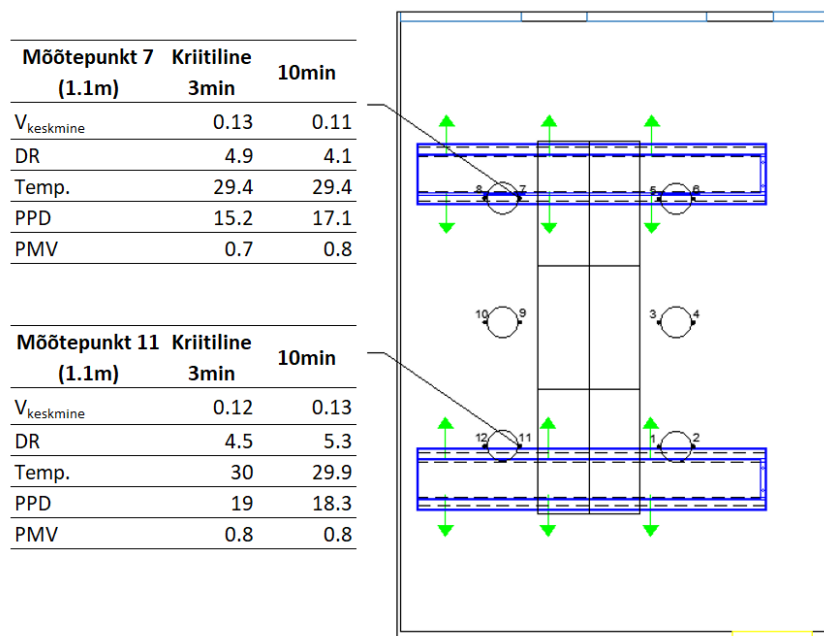 Mõõtepunkt 7 Kriitiline 10min
(1.1m) 3min
Vkeskmine 0.13 0.11
DR 4.9 4.1
Temp. 29.4 29.4
PPD 15.2 17.1
PMV 0.7 0.8
8 7 5 6
10 9 3 4
Mõõtepunkt 11 Kriitiline 10min
(1.1m) 3min
Vkeskmine 0.12 0.13
DR 4.5 5.3
Temp. 30 29.9
PPD 19 18.3
PMV 0.8 0.8
12 11 1 2